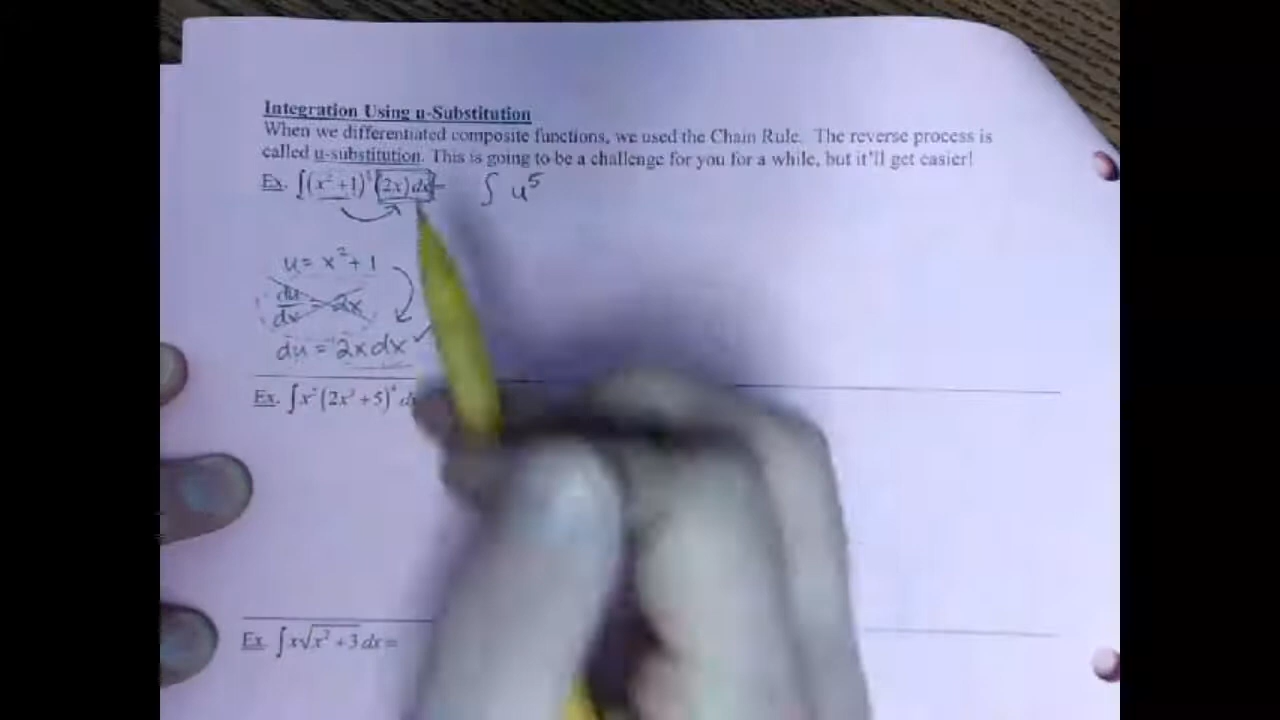 Integration Using u-Substitution
When we differentiated composite functions, we used the Chain Rule. The reverse process is
called u-substitution. This is going to be a challenge for you for a while, but it'll get easier!
Ex. ∫(x² +1)⁵(2x)dx= ∫ u⁵
u = x² + 1
du/dx = 2x
du = 2x dx ✓
Ex. ∫x²(2x³ +5)⁴
Ex. ∫x√x² +3 dx =